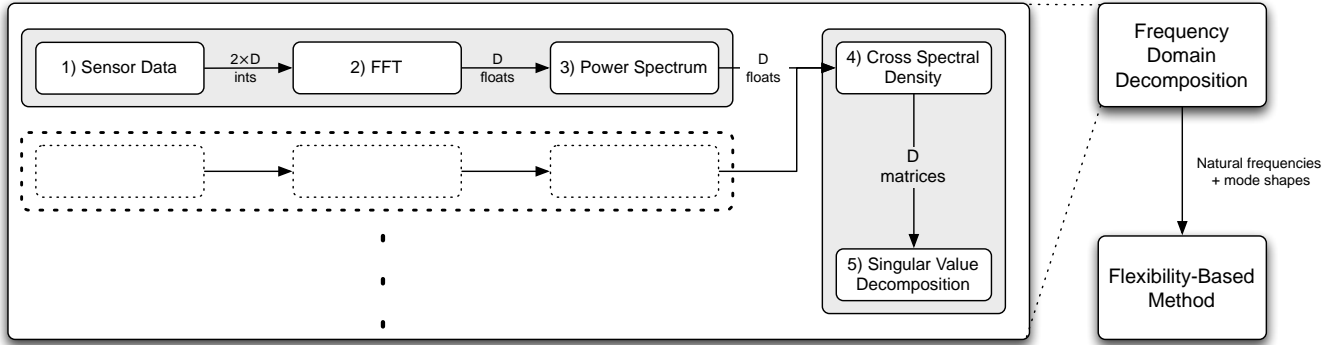 1) Sensor Data
2×D
ints
2) FFT
D
floats
3) Power Spectrum
D
floats
4) Cross Spectral
Density
D
matrices
5) Singular Value
Decomposition
Frequency
Domain
Decomposition
Natural frequencies
+ mode shapes
Flexibility-Based
Method